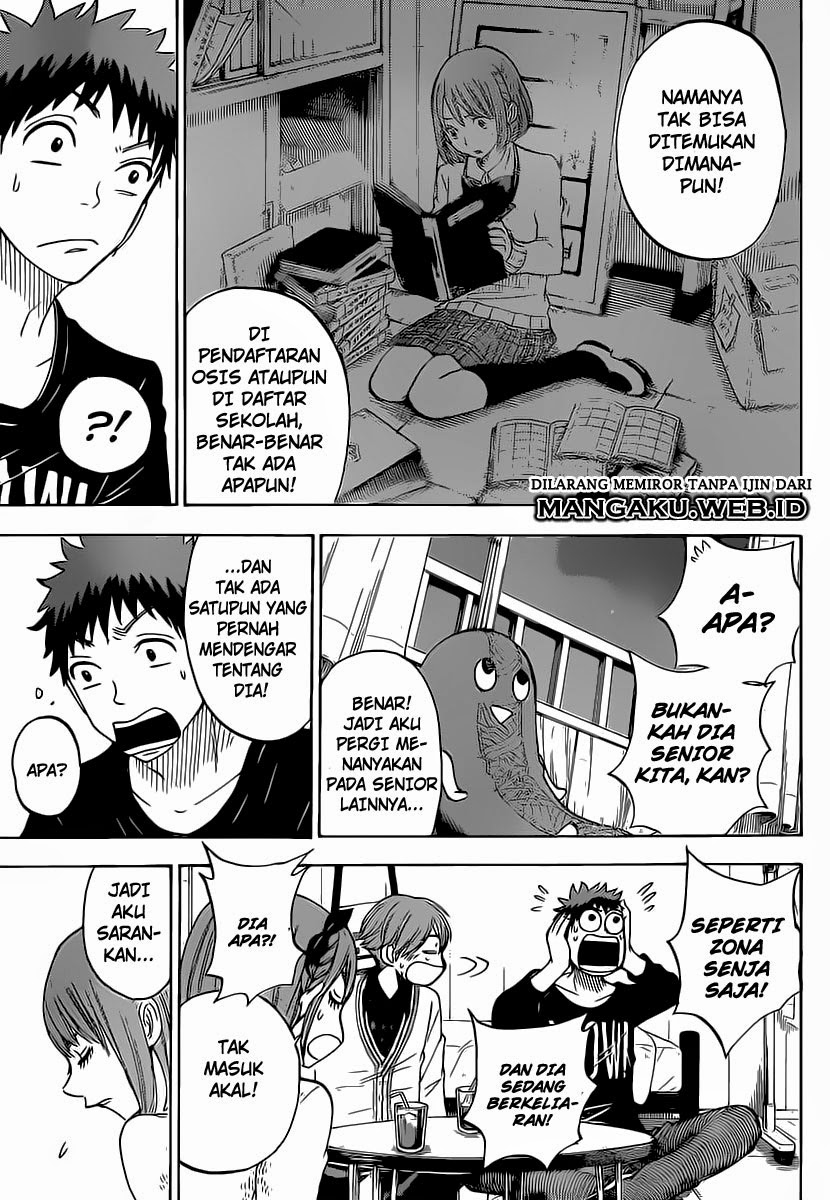 NAMANYA
TAK BISA
DITEMUKAN
DIMANA-
PUN!
DI
PENDAFTARAN
OSIS ATAUPUN
DI DAFTAR
SEKOLAH,
BENAR-BENAR
TAK ADA
APAPUN!
?!
DILARANG MEMIROR TANPA IJIN DARI
MANGAKU.WEB.ID
A-
APA?
BUKAN-
KAH DIA
SENIOR
KITA, KAN?
BENAR!
JADI AKU
PERGI ME-
NANYAKAN
PADA SENIOR
LAINNYA...
...DAN
TAK ADA
SATUPUN YANG
PERNAH
MENDENGAR
TENTANG
DIA!
APA?
SEPERTI
ZONA
SENJA
SAJA!
DAN DIA
SEDANG
BERKELIA-
RAN!
DIA
APA?!
TAK
MASUK
AKAL!
JADI
AKU
SARAN-
KAN...